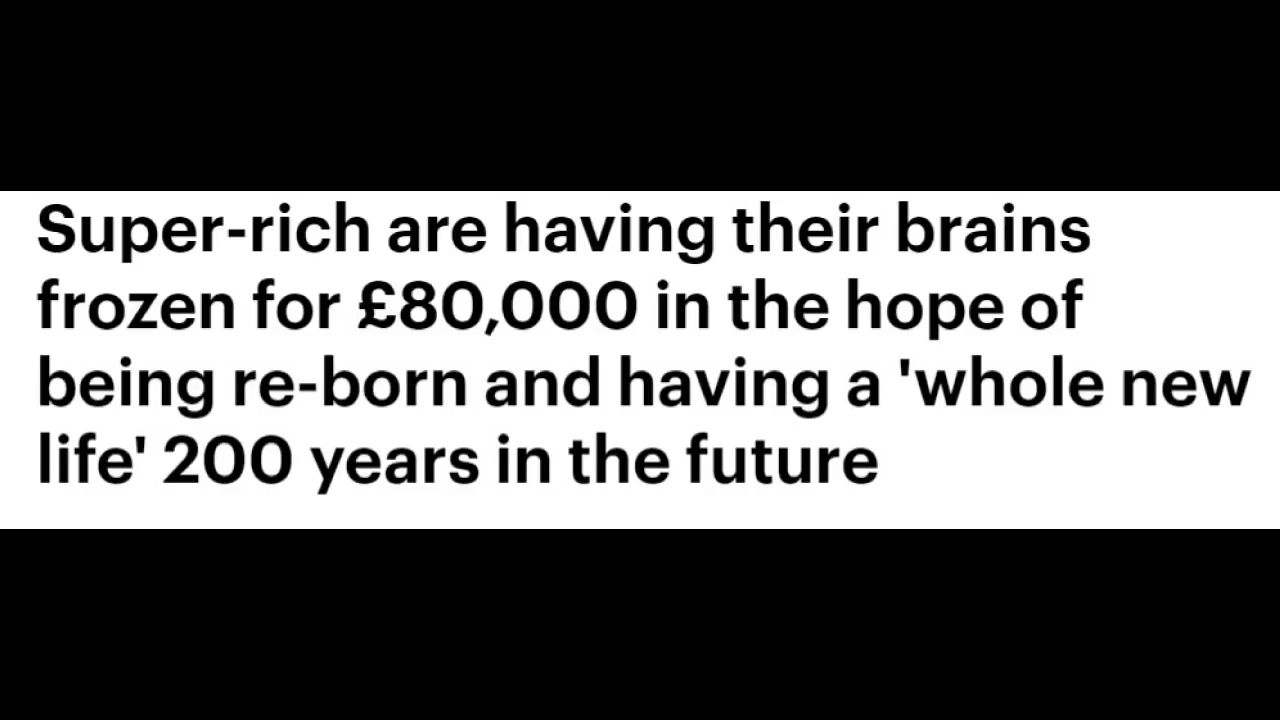 Super-rich are having their brains
frozen for £80,000 in the hope of
being re-born and having a 'whole new
life' 200 years in the future